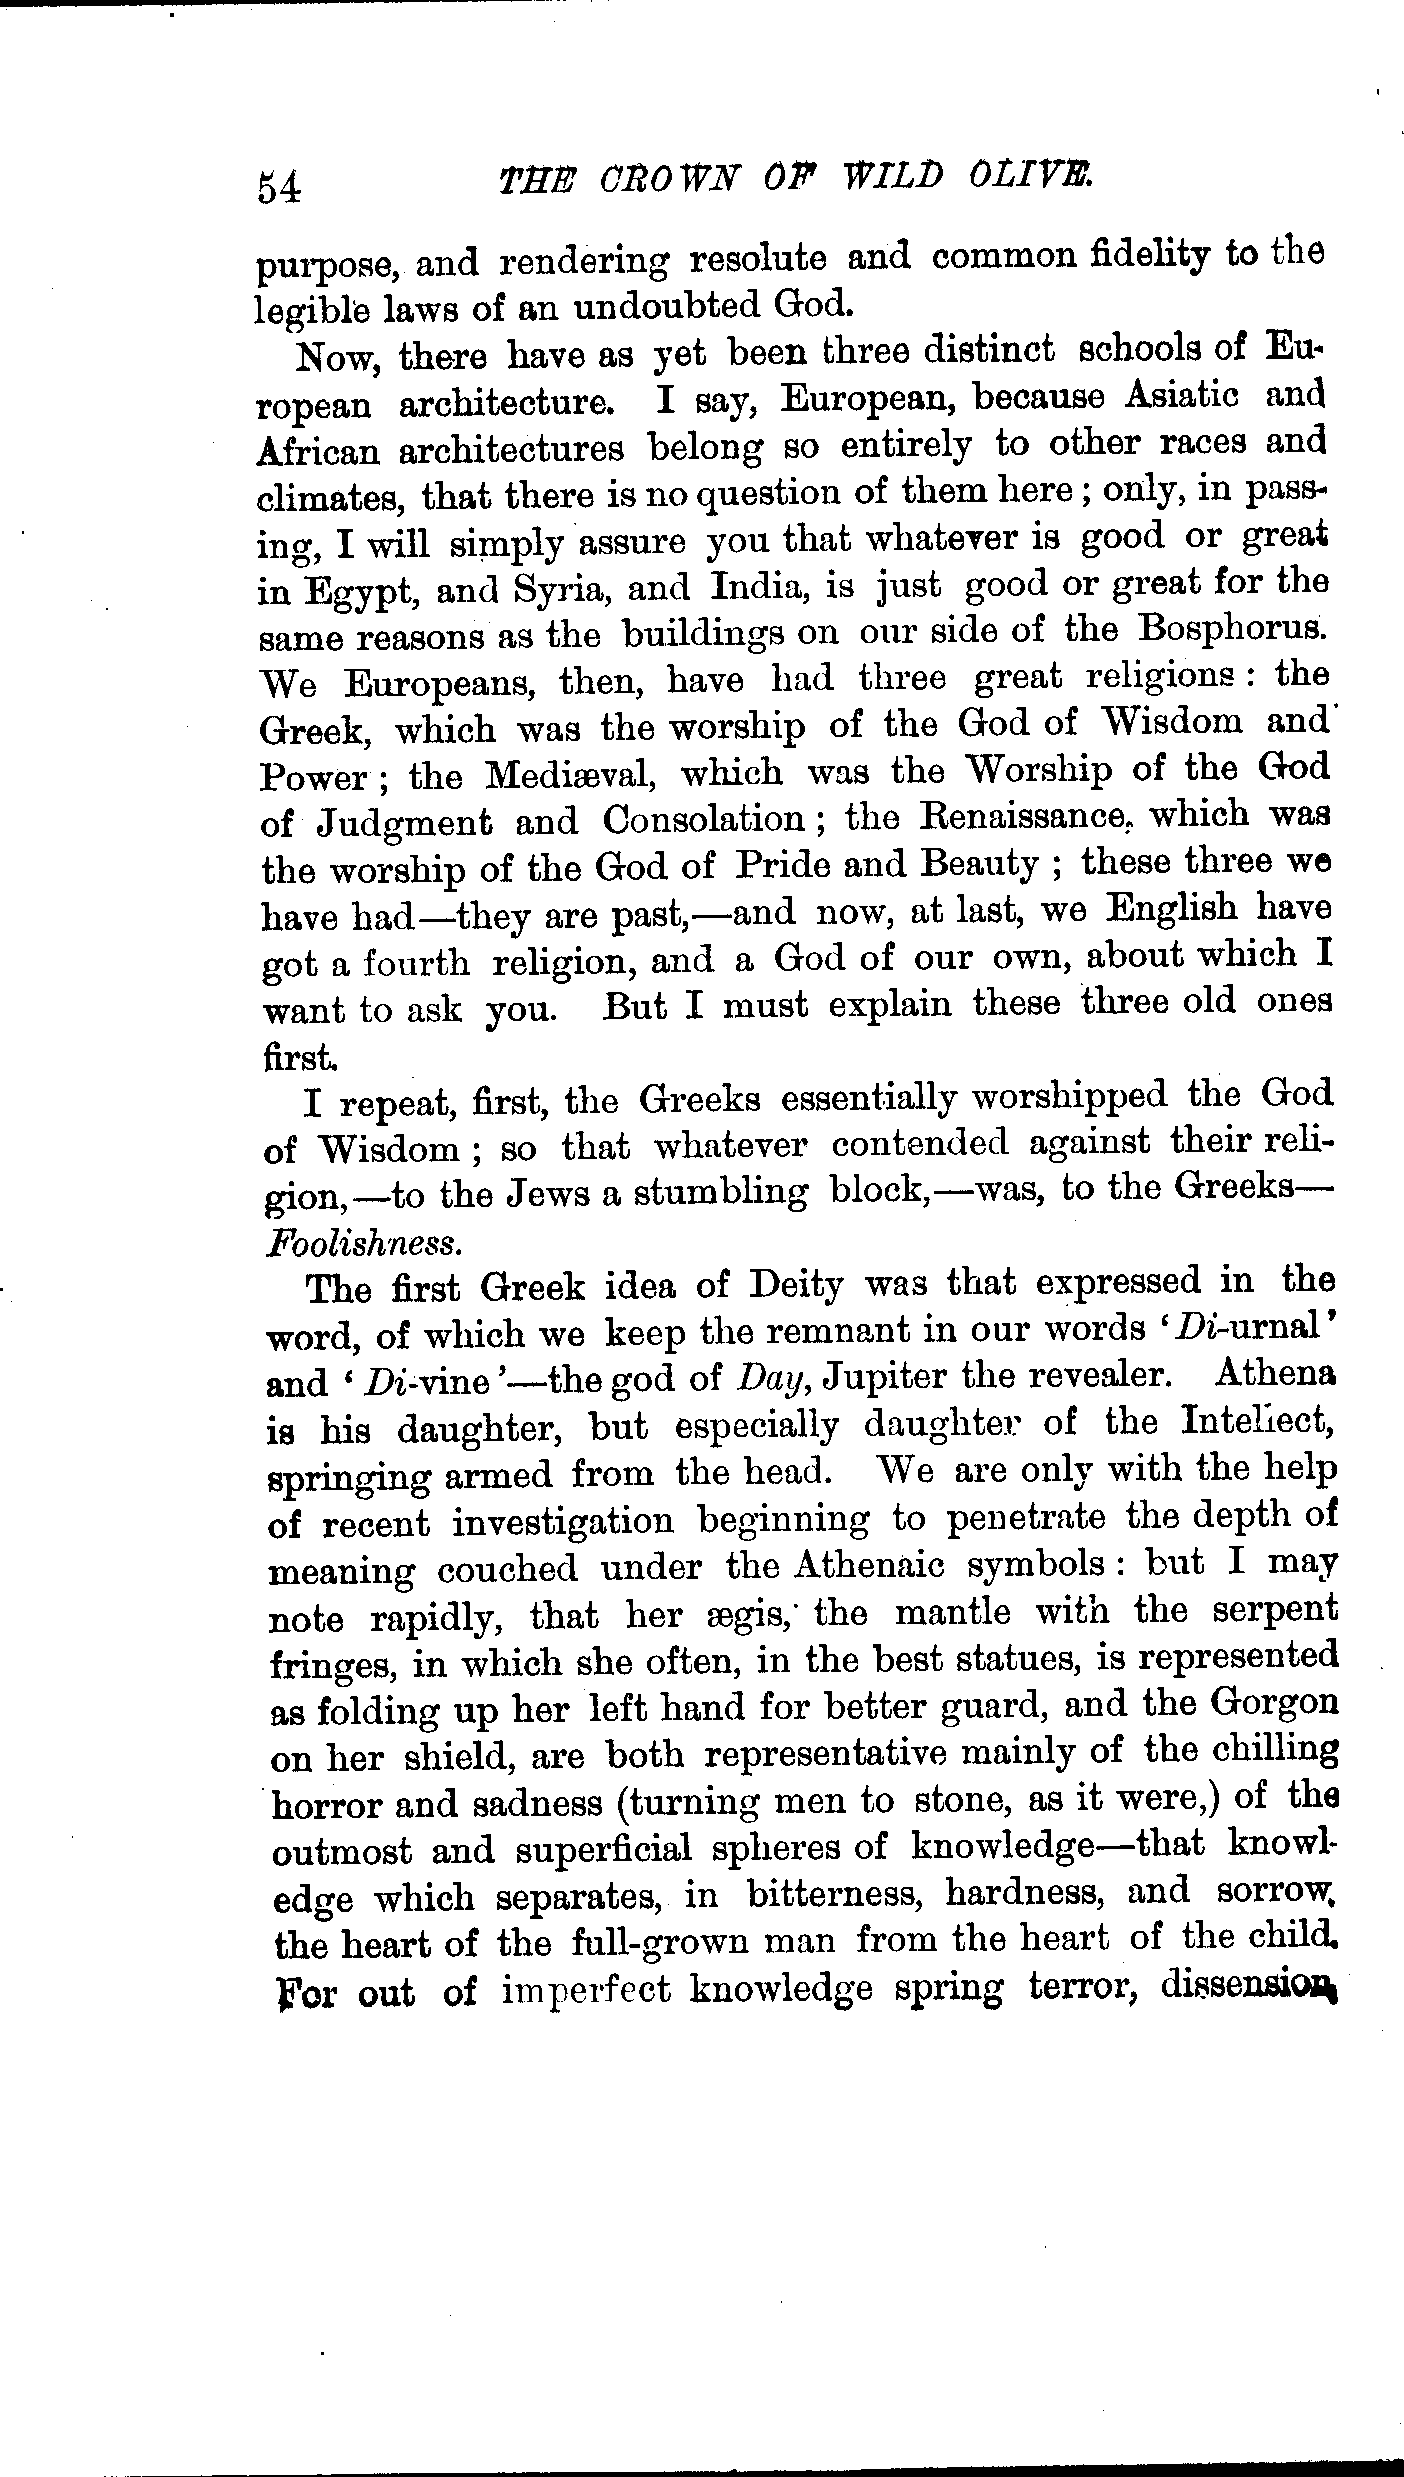 54 THE CROWN OF WILD OLIVE.
purpose, and rendering resolute and common fidelity to the
legible laws of an undoubted God.
Now, there have as yet been three distinct schools of Eu-
ropean architecture. I say, European, because Asiatic and
African architectures belong so entirely to other races and
climates, that there is no question of them here; only, in pass-
ing, I will simply assure you that whatever is good or great
in Egypt, and Syria, and India, is just good or great for the
same reasons as the buildings on our side of the Bosphorus.
We Europeans, then, have had three great religions: the
Greek, which was the worship of the God of Wisdom and
Power; the Mediæval, which was the Worship of the God
of Judgment and Consolation; the Renaissance, which was
the worship of the God of Pride and Beauty; these three we
have had—they are past,—and now, at last, we English have
got a fourth religion, and a God of our own, about which I
want to ask you. But I must explain these three old ones
first.
I repeat, first, the Greeks essentially worshipped the God
of Wisdom; so that whatever contended against their reli-
gion,—to the Jews a stumbling block,—was, to the Greeks—
Foolishness.
The first Greek idea of Deity was that expressed in the
word, of which we keep the remnant in our words ‘Di-urnal’
and ‘Di-vine’—the god of Day, Jupiter the revealer. Athena
is his daughter, but especially daughter of the Intellect,
springing armed from the head. We are only with the help
of recent investigation beginning to penetrate the depth of
meaning couched under the Athenaic symbols: but I may
note rapidly, that her ægis, the mantle with the serpent
fringes, in which she often, in the best statues, is represented
as folding up her left hand for better guard, and the Gorgon
on her shield, are both representative mainly of the chilling
horror and sadness (turning men to stone, as it were,) of the
outmost and superficial spheres of knowledge—that knowl-
edge which separates, in bitterness, hardness, and sorrow,
the heart of the full-grown man from the heart of the child.
For out of imperfect knowledge spring terror, dissension,